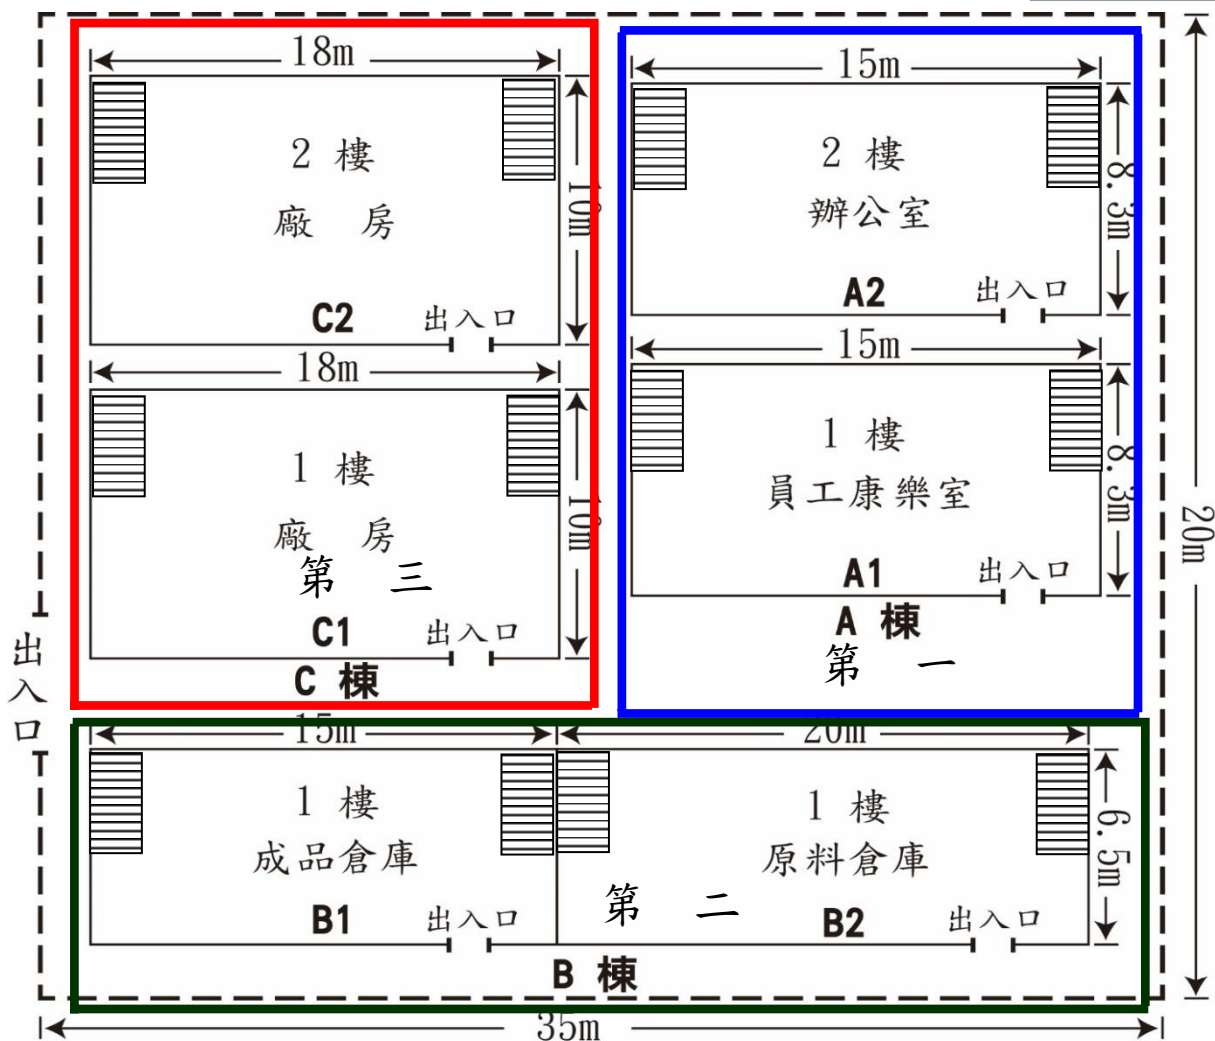 18m
2 樓
廠 房
10m
C2
出入口
18m
1 樓
廠 房
第 三
10m
C1
出入口
C 棟
15m
2 樓
辦公室
8.3m
A2
出入口
15m
1 樓
員工康樂室
8.3m
A1
出入口
A 棟
第 一
20m
出入口
15m
20m
1 樓
成品倉庫
B1
出入口
1 樓
原料倉庫
第 二
B2
出入口
6.5m
B 棟
35m